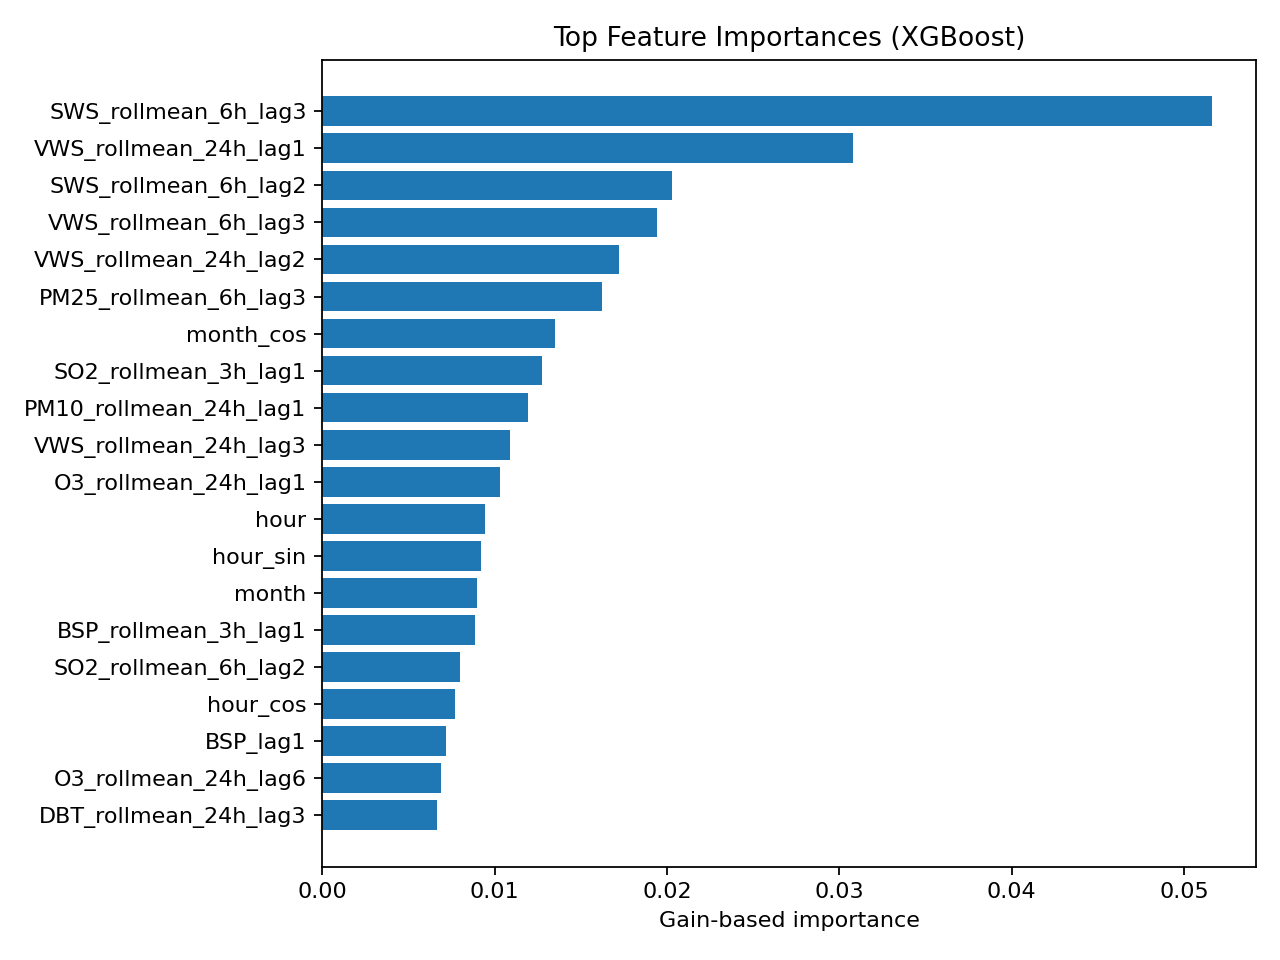 Top Feature Importances (XGBoost)
SWS_rollmean_6h_lag3
VWS_rollmean_24h_lag1
SWS_rollmean_6h_lag2
VWS_rollmean_6h_lag3
VWS_rollmean_24h_lag2
PM25_rollmean_6h_lag3
month_cos
SO2_rollmean_3h_lag1
PM10_rollmean_24h_lag1
VWS_rollmean_24h_lag3
O3_rollmean_24h_lag1
hour
hour_sin
month
BSP_rollmean_3h_lag1
SO2_rollmean_6h_lag2
hour_cos
BSP_lag1
O3_rollmean_24h_lag6
DBT_rollmean_24h_lag3
0.00 0.01 0.02 0.03 0.04 0.05
Gain-based importance